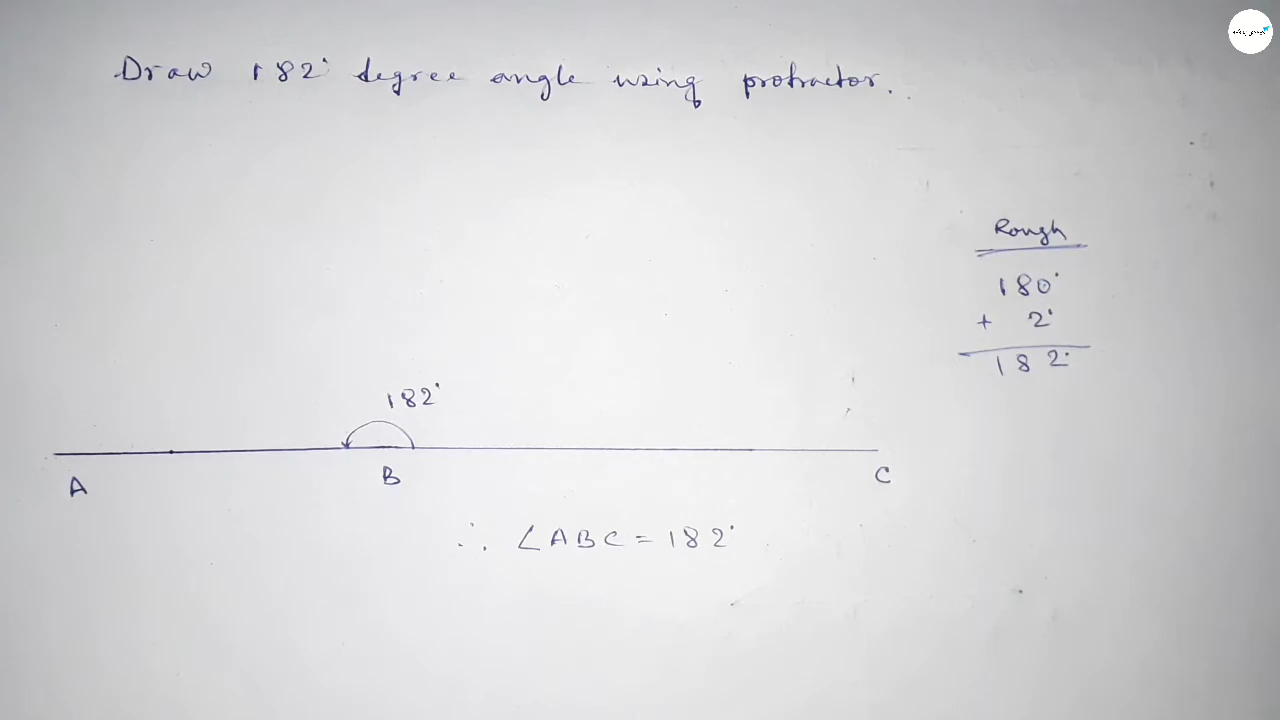 Draw 182° degree angle using protractor.
Rough
180°
+ 2°
182°
182°
A B C
∴ ∠ABC = 182°